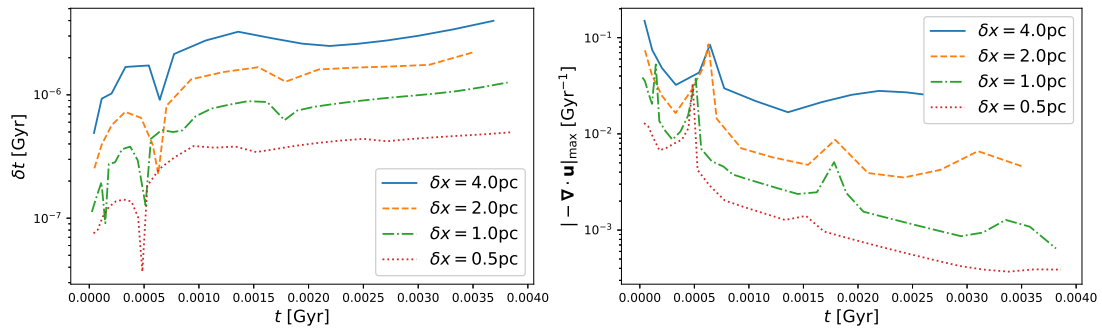 10⁻⁶
10⁻⁷
δt [Gyr]
δx = 4.0pc
δx = 2.0pc
δx = 1.0pc
δx = 0.5pc
0.0000 0.0005 0.0010 0.0015 0.0020 0.0025 0.0030 0.0035 0.0040
t [Gyr]
10⁻¹
10⁻²
10⁻³
| − ∇ · u|max [Gyr⁻¹]
δx = 4.0pc
δx = 2.0pc
δx = 1.0pc
δx = 0.5pc
0.0000 0.0005 0.0010 0.0015 0.0020 0.0025 0.0030 0.0035 0.0040
t [Gyr]